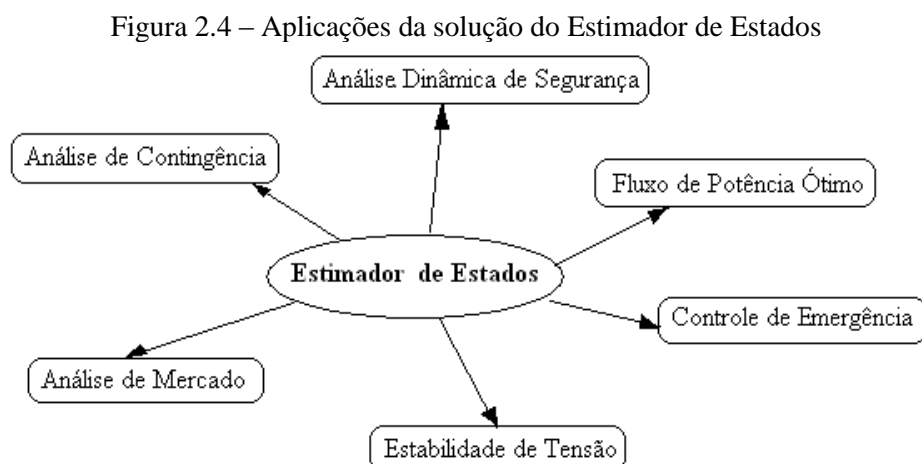 Figura 2.4 – Aplicações da solução do Estimador de Estados
Análise Dinâmica de Segurança
Análise de Contingência
Fluxo de Potência Ótimo
Estimador de Estados
Controle de Emergência
Análise de Mercado
Estabilidade de Tensão